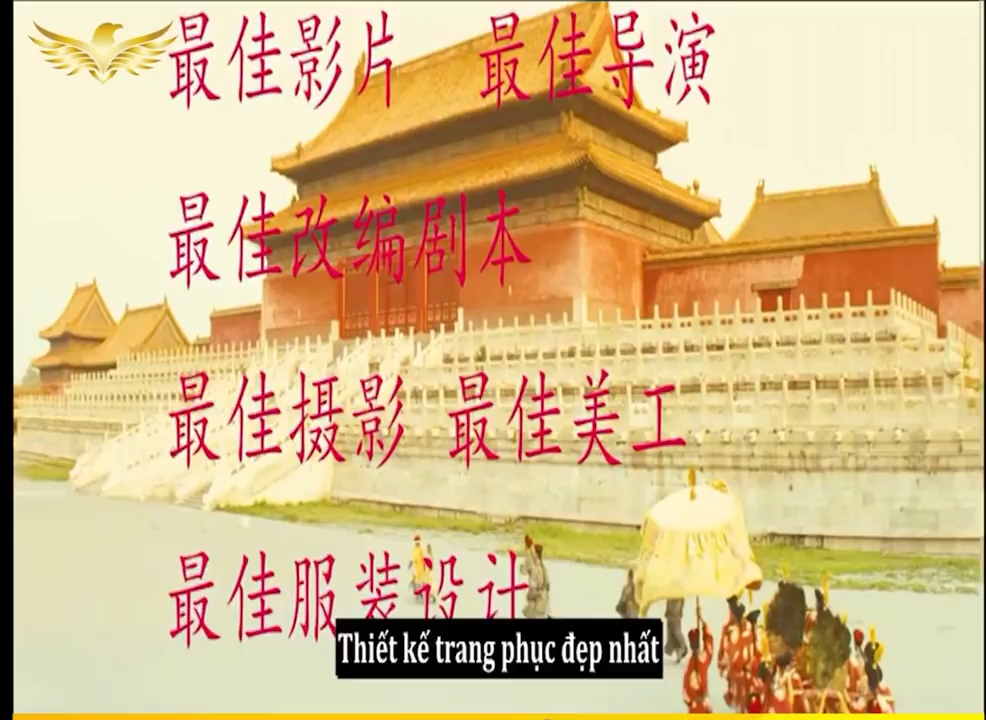 最佳影片 最佳导演
最佳改编剧本
最佳摄影 最佳美工
最佳服装设计
Thiết kế trang phục đẹp nhất